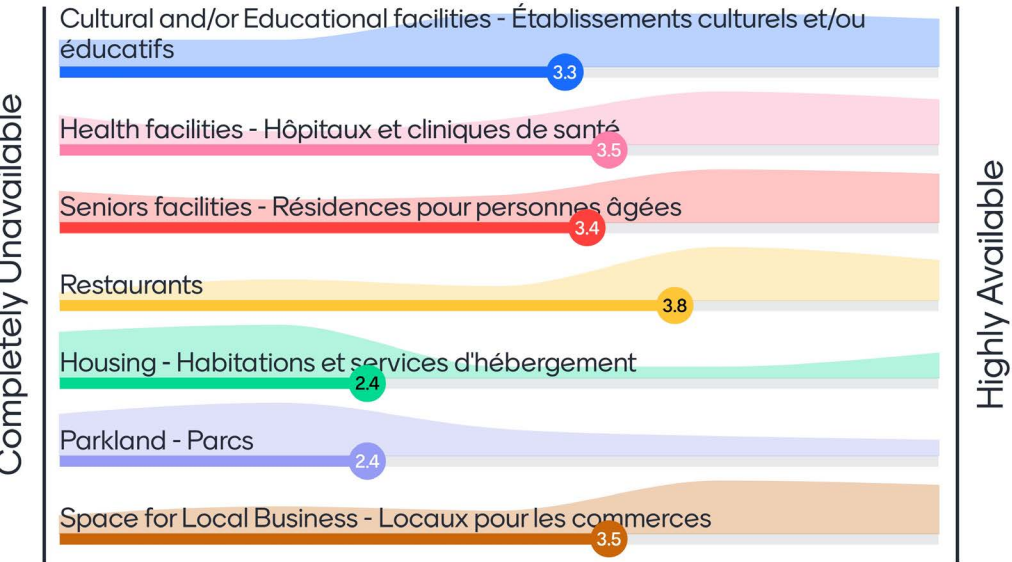 Cultural and/or Educational facilities - Établissements culturels et/ou
éducatifs
3.3
Health facilities - Hôpitaux et cliniques de santé
3.5
Seniors facilities - Résidences pour personnes âgées
3.4
Restaurants
3.8
Housing - Habitations et services d'hébergement
2.4
Parkland - Parcs
2.4
Space for Local Business - Locaux pour les commerces
3.5
Completely Unavailable
Highly Available